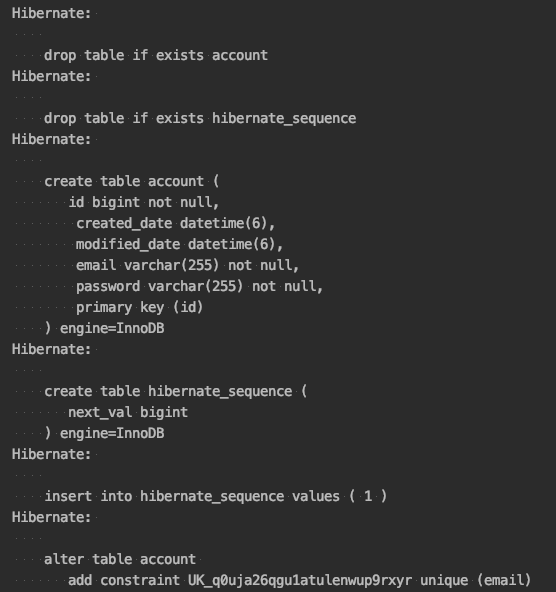 Hibernate:
drop table if exists account
Hibernate:
drop table if exists hibernate_sequence
Hibernate:
create table account (
id bigint not null,
created_date datetime(6),
modified_date datetime(6),
email varchar(255) not null,
password varchar(255) not null,
primary key (id)
) engine=InnoDB
Hibernate:
create table hibernate_sequence (
next_val bigint
) engine=InnoDB
Hibernate:
insert into hibernate_sequence values ( 1 )
Hibernate:
alter table account
add constraint UK_q0uja26qgu1atulenwup9rxyr unique (email)